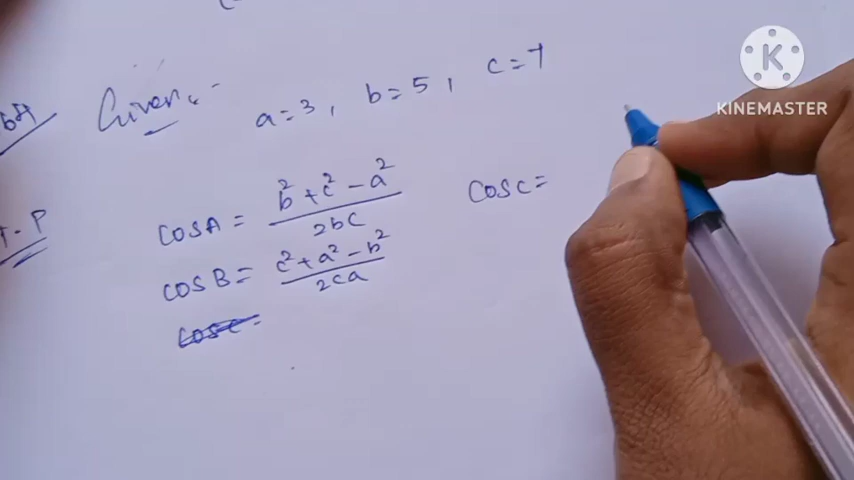 K
KINEMASTER
Given :-
a = 3, b = 5, c = 7
T.P
cosA = b² + c² - a² / 2bc
cosC =
cosB = c² + a² - b² / 2ca